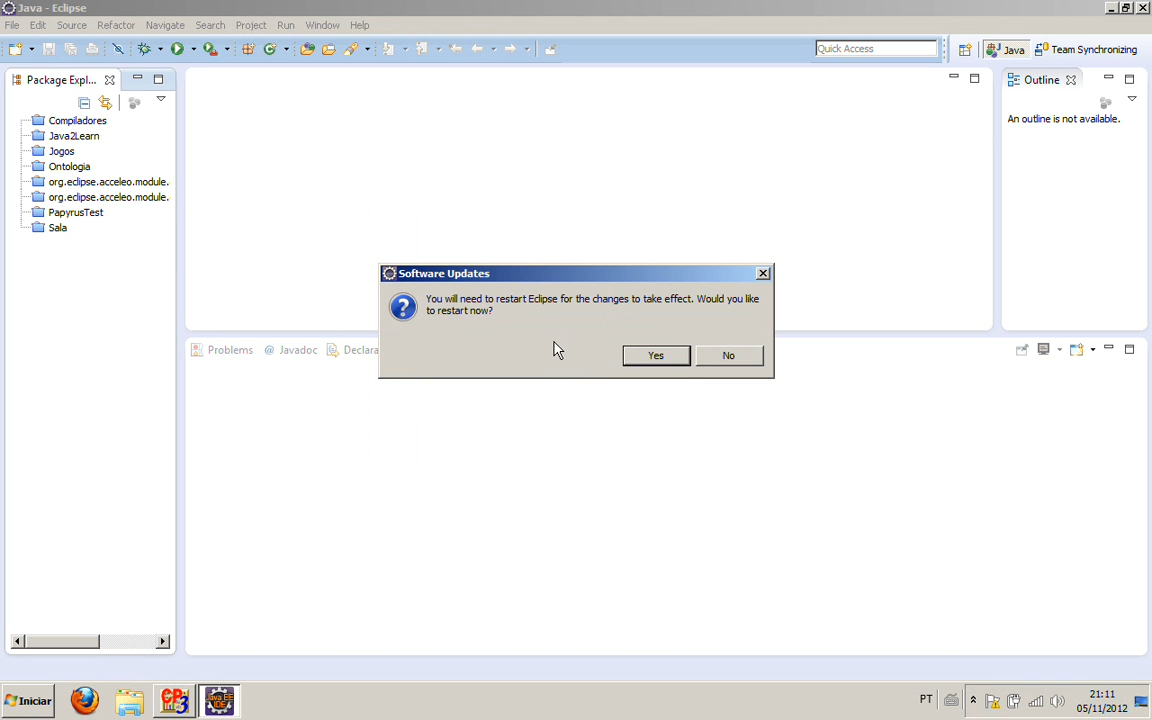 Java - Eclipse
File Edit Source Refactor Navigate Search Project Run Window Help
Quick Access
Java
Team Synchronizing
Package Expl...
Compiladores
Java2Learn
Jogos
Ontologia
org.eclipse.acceleo.module.
org.eclipse.acceleo.module.
PapyrusTest
Sala
Outline
An outline is not available.
Software Updates
You will need to restart Eclipse for the changes to take effect. Would you like
to restart now?
Yes No
Problems @ Javadoc Declara
Iniciar
Java EE
IDE
PT
21:11
05/11/2012